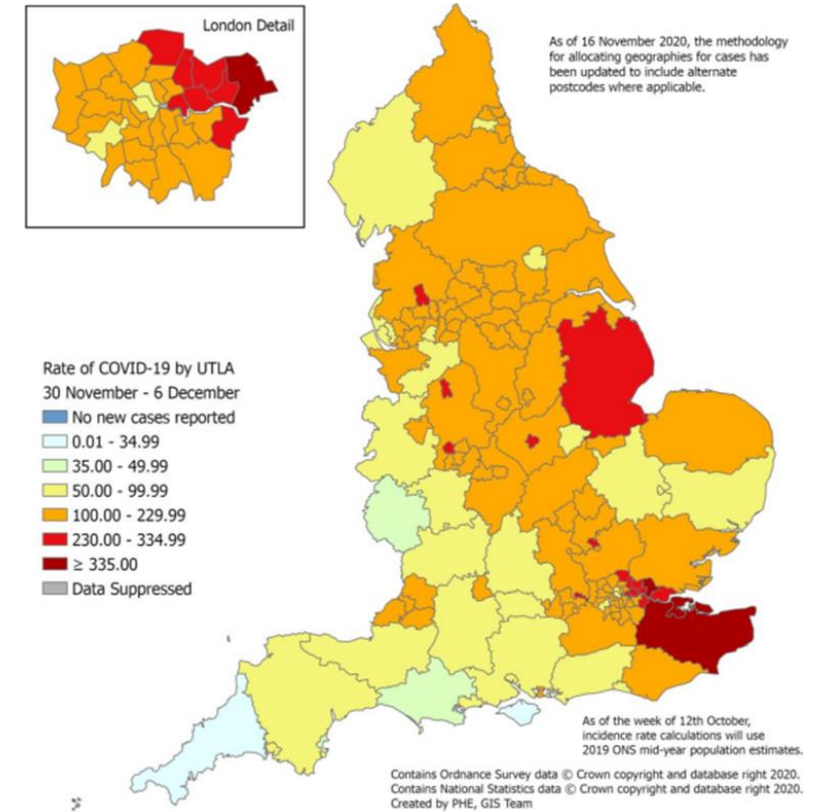 London Detail
As of 16 November 2020, the methodology
for allocating geographies for cases has
been updated to include alternate
postcodes where applicable.
Rate of COVID-19 by UTLA
30 November - 6 December
No new cases reported
0.01 - 34.99
35.00 - 49.99
50.00 - 99.99
100.00 - 229.99
230.00 - 334.99
≥ 335.00
Data Suppressed
As of the week of 12th October,
incidence rate calculations will use
2019 ONS mid-year population estimates.
Contains Ordnance Survey data © Crown copyright and database right 2020.
Contains National Statistics data © Crown copyright and database right 2020.
Created by PHE, GIS Team